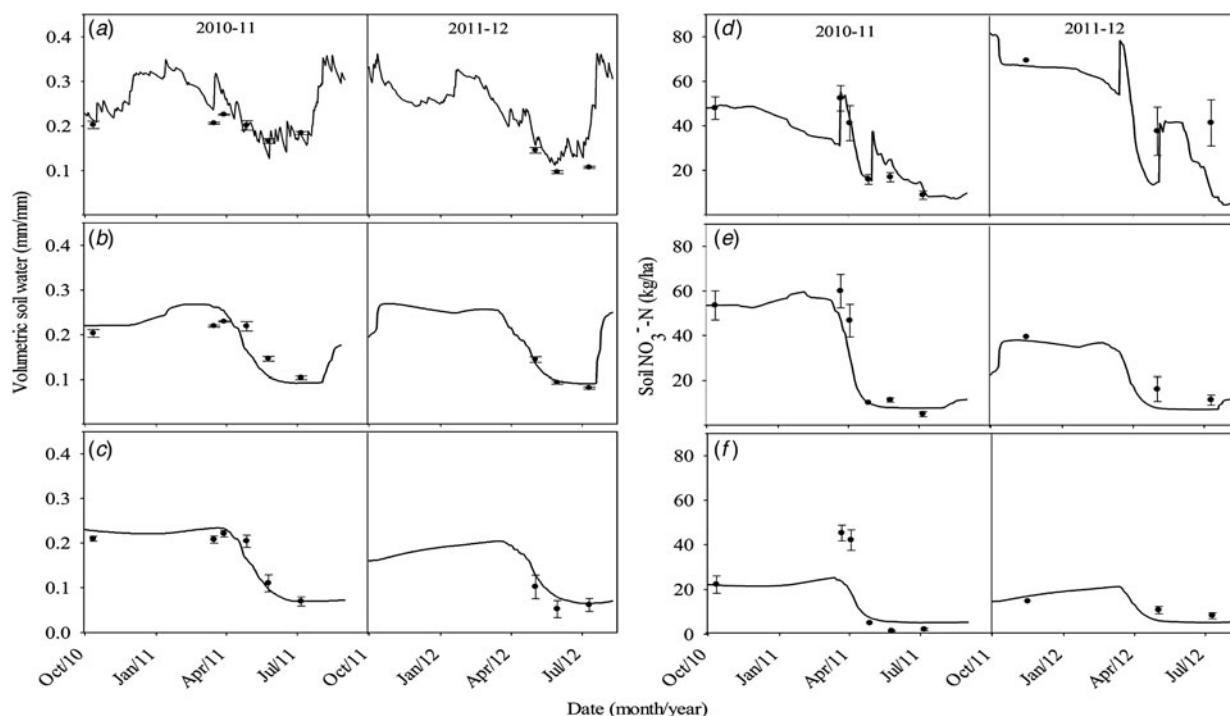 (a)
2010-11
2011-12
0.4
0.3
0.2
0.1
(b)
0.4
0.3
0.2
0.1
(c)
0.4
0.3
0.2
0.1
0.0
Volumetric soil water (mm/mm)
Oct/10
Jan/11
Apr/11
Jul/11
Oct/11
Jan/12
Apr/12
Jul/12
(d)
2010-11
2011-12
80
60
40
20
(e)
80
60
40
20
(f)
80
60
40
20
0
Soil NO3⁻-N (kg/ha)
Oct/10
Jan/11
Apr/11
Jul/11
Oct/11
Jan/12
Apr/12
Jul/12
Date (month/year)